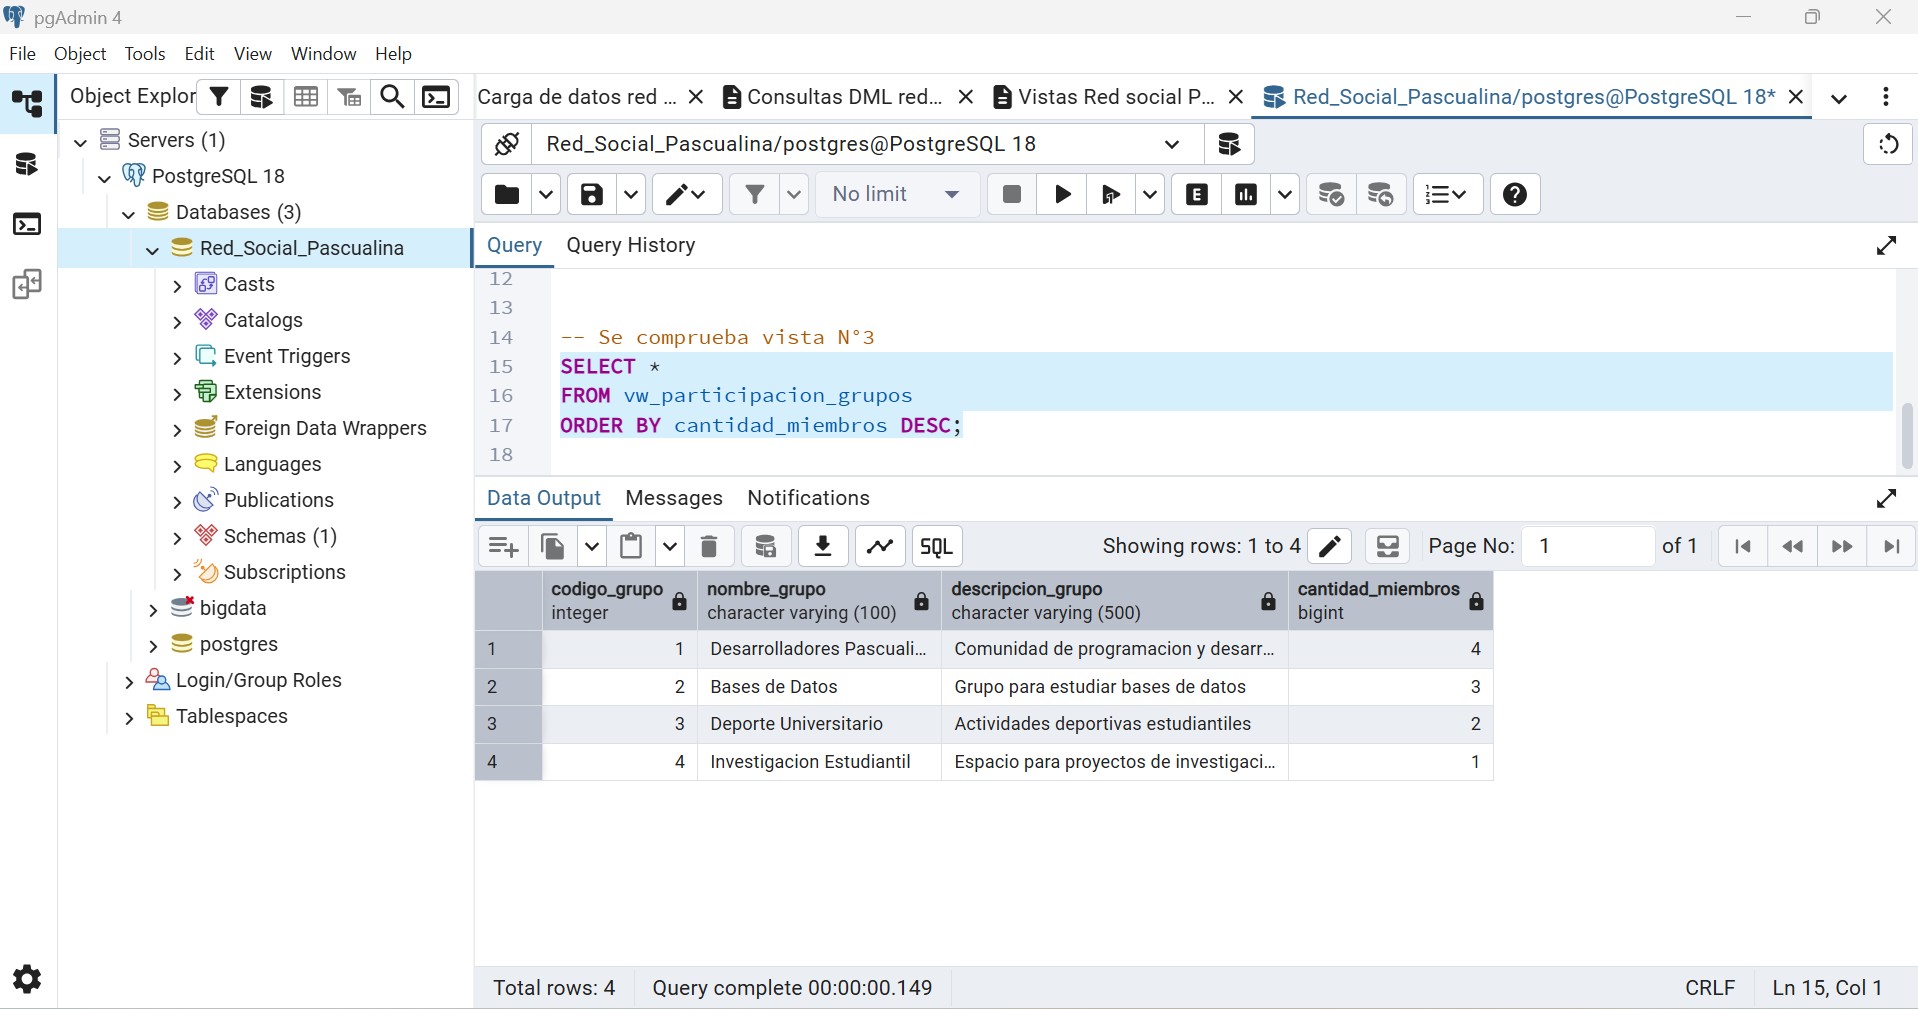 pgAdmin 4
File Object Tools Edit View Window Help
Object Explor
Carga de datos red ... Consultas DML red... Vistas Red social P... Red_Social_Pascualina/postgres@PostgreSQL 18*
Servers (1)
PostgreSQL 18
Databases (3)
Red_Social_Pascualina
Casts
Catalogs
Event Triggers
Extensions
Foreign Data Wrappers
Languages
Publications
Schemas (1)
Subscriptions
bigdata
postgres
Login/Group Roles
Tablespaces
Red_Social_Pascualina/postgres@PostgreSQL 18
No limit E
Query Query History
12
13
14 -- Se comprueba vista N°3
15 SELECT *
16 FROM vw_participacion_grupos
17 ORDER BY cantidad_miembros DESC;
18
Data Output Messages Notifications
SQL Showing rows: 1 to 4 Page No: 1 of 1
codigo_grupo nombre_grupo descripcion_grupo cantidad_miembros
integer character varying (100) character varying (500) bigint
1 1 Desarrolladores Pascuali... Comunidad de programacion y desarr... 4
2 2 Bases de Datos Grupo para estudiar bases de datos 3
3 3 Deporte Universitario Actividades deportivas estudiantiles 2
4 4 Investigacion Estudiantil Espacio para proyectos de investigaci... 1
Total rows: 4 Query complete 00:00:00.149 CRLF Ln 15, Col 1